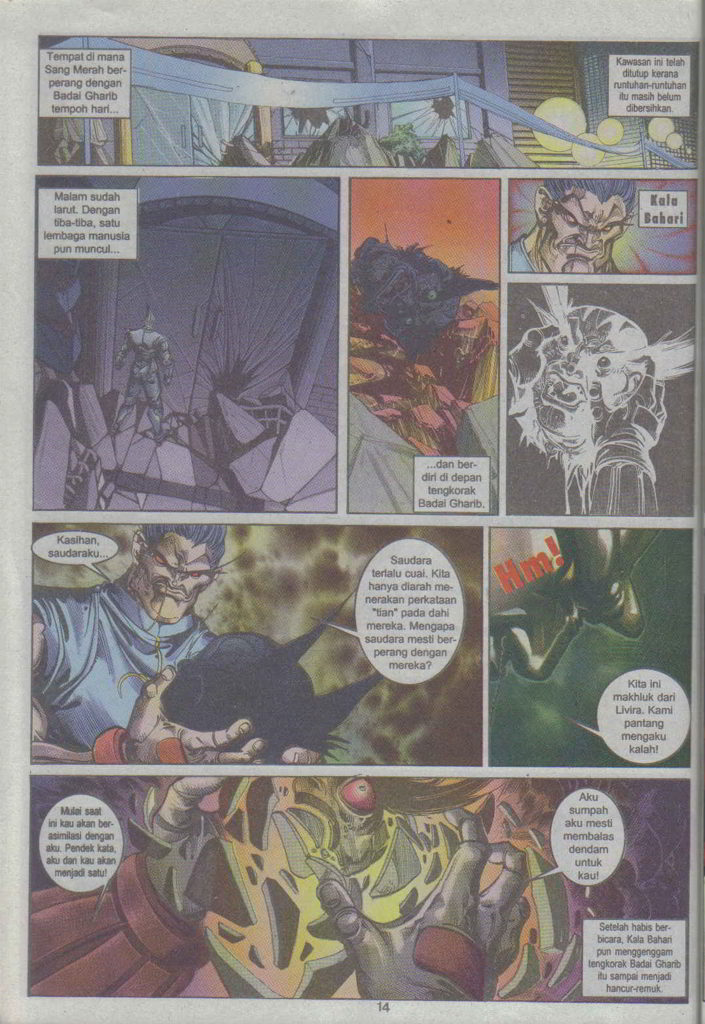 Tempat di mana
Sang Merah ber-
perang dengan
Badai Gharib
tempoh hari...
Kawasan ini telah
ditutup kerana
runtuhan-runtuhan
itu masih belum
dibersihkan.
Malam sudah
larut. Dengan
tiba-tiba, satu
lembaga manusia
pun muncul...
...dan ber-
diri di depan
tengkorak
Badai Gharib.
Kala
Bahari
Kasihan,
saudaraku...
Saudara
terlalu cuai. Kita
hanya diarah me-
nerakan perkataan
"tian" pada dahi
mereka. Mengapa
saudara mesti ber-
perang dengan
mereka?
Hm!
Kita ini
makhluk dari
Livira. Kami
pantang
mengaku
kalah!
Mulai saat
ini kau akan ber-
asimilasi dengan
aku. Pendek kata,
aku dan kau akan
menjadi satu!
Aku
sumpah
aku mesti
membalas
dendam
untuk
kau!
Setelah habis ber-
bicara, Kala Bahari
pun menggenggam
tengkorak Badai Gharib
itu sampai menjadi
hancur-remuk.
14